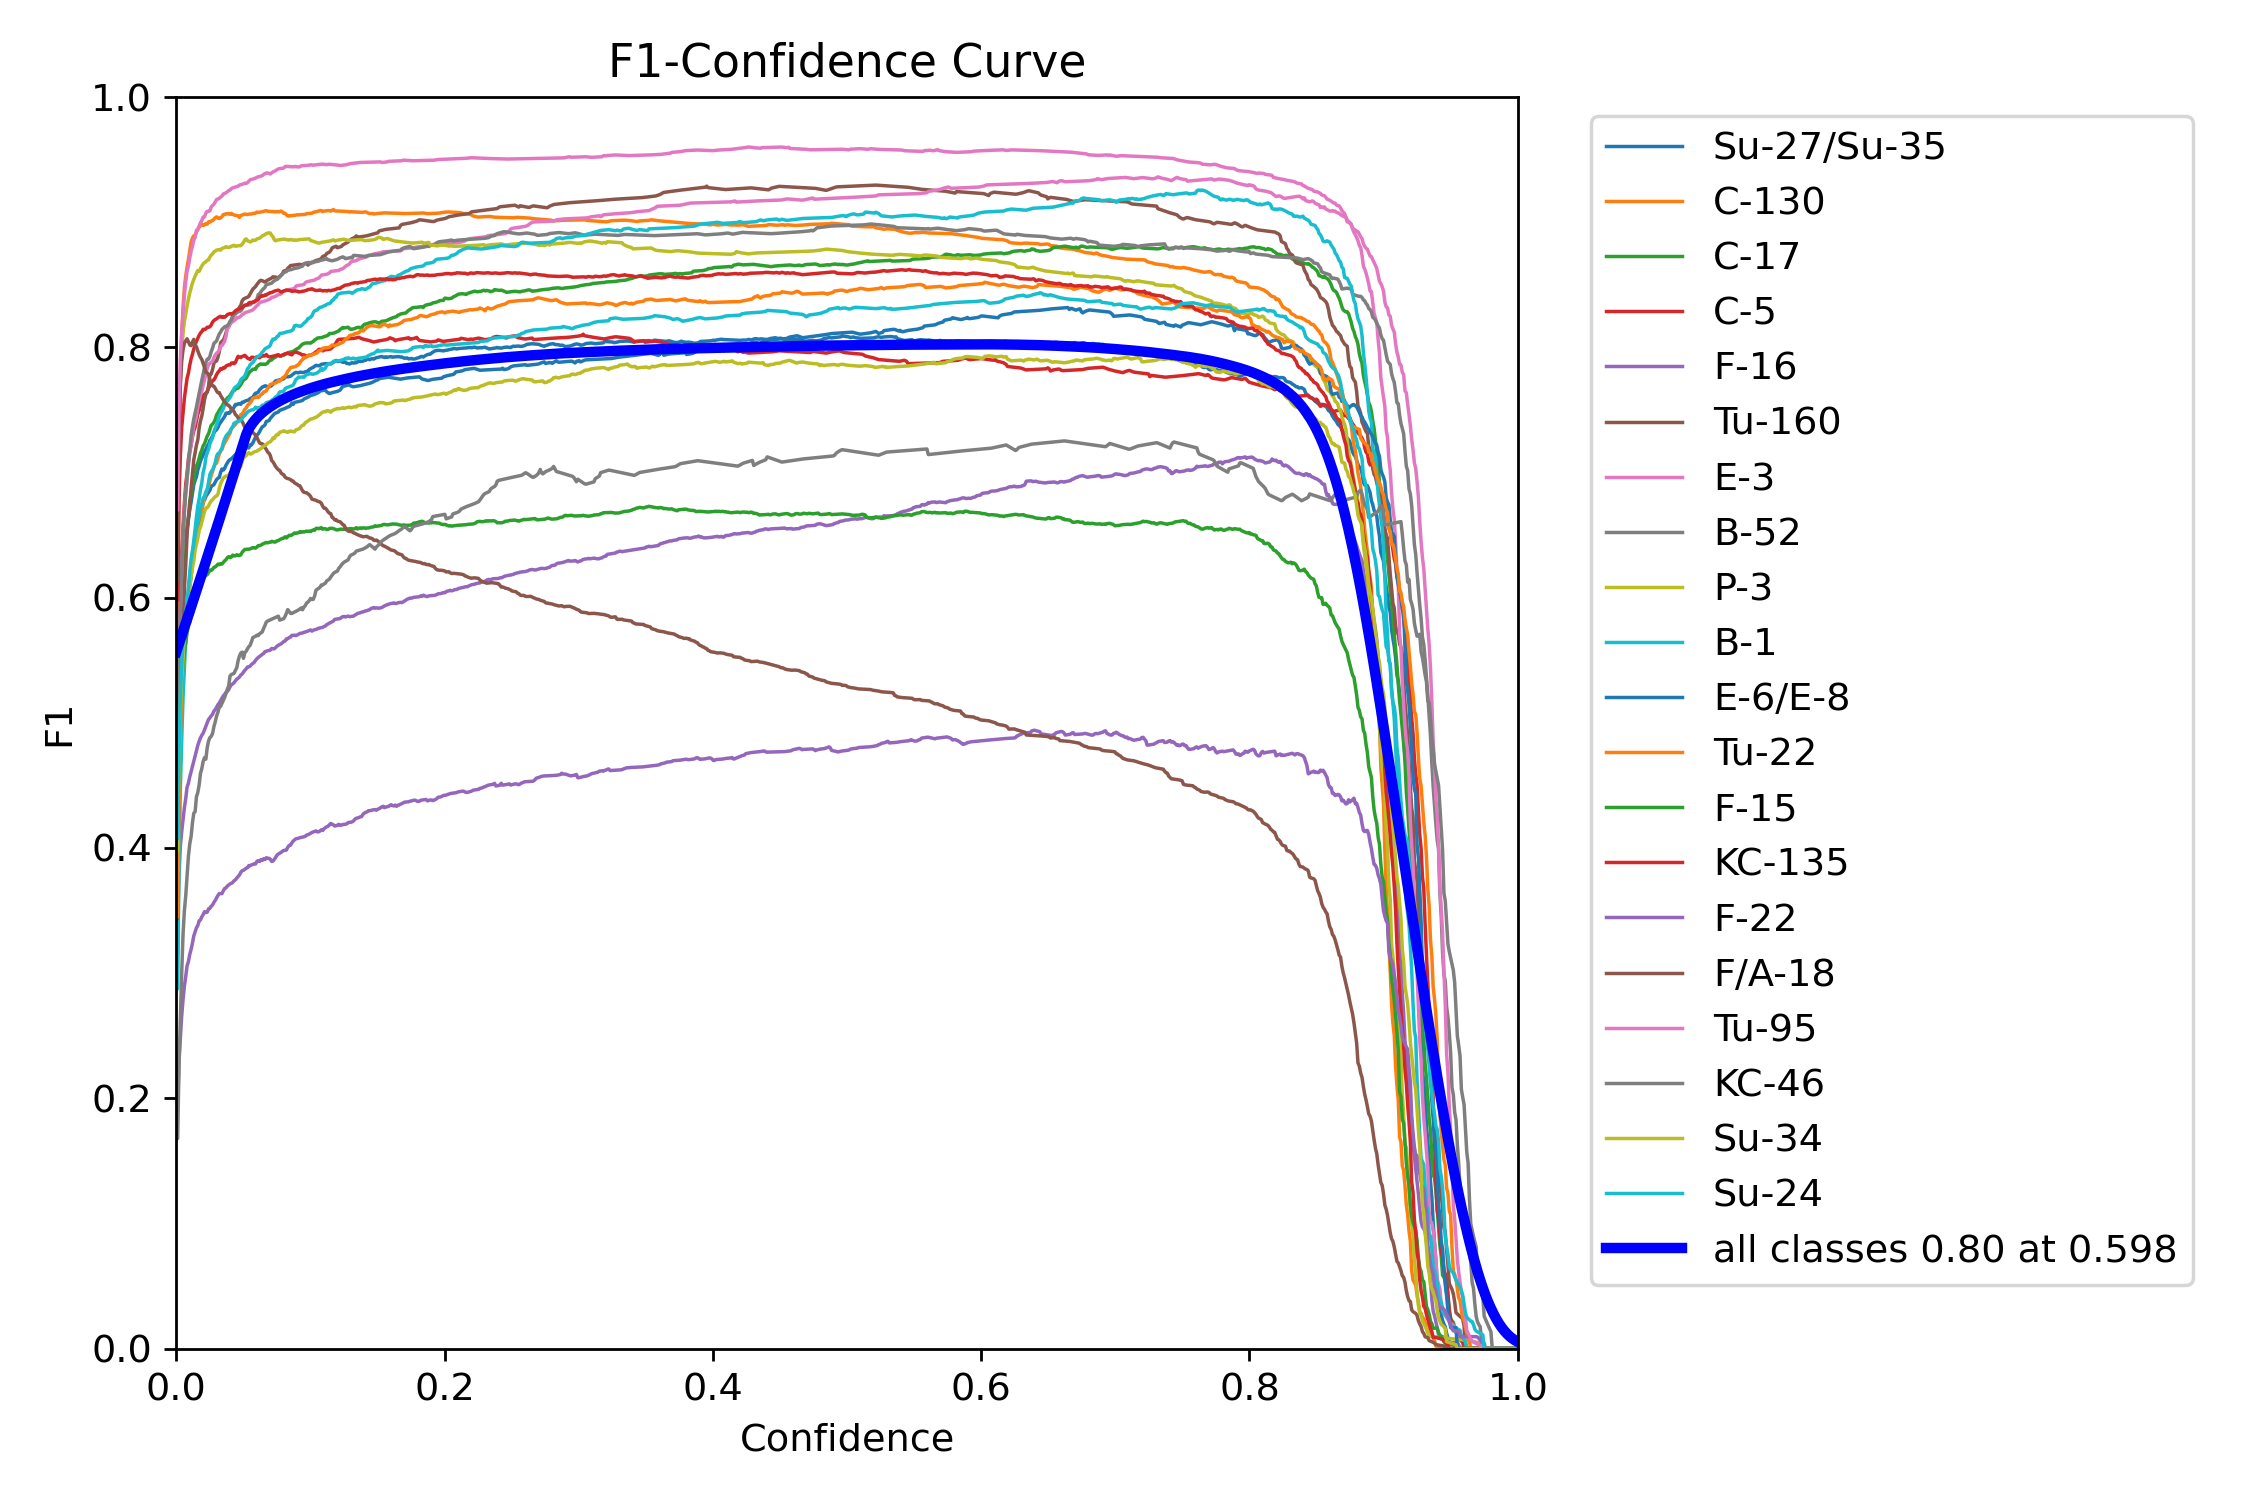 F1-Confidence Curve
1.0
0.8
0.6
0.4
0.2
0.0
F1
0.0 0.2 0.4 0.6 0.8 1.0
Confidence
Su-27/Su-35
C-130
C-17
C-5
F-16
Tu-160
E-3
B-52
P-3
B-1
E-6/E-8
Tu-22
F-15
KC-135
F-22
F/A-18
Tu-95
KC-46
Su-34
Su-24
all classes 0.80 at 0.598